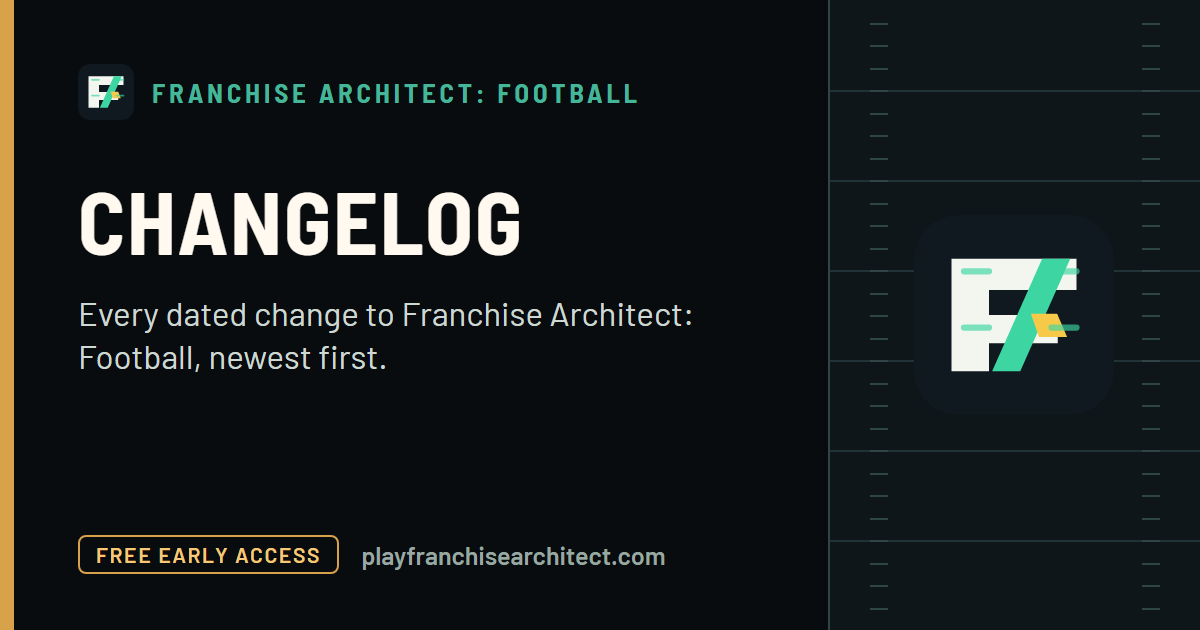 FRANCHISE ARCHITECT: FOOTBALL
CHANGELOG
Every dated change to Franchise Architect:
Football, newest first.
FREE EARLY ACCESS
playfranchisearchitect.com